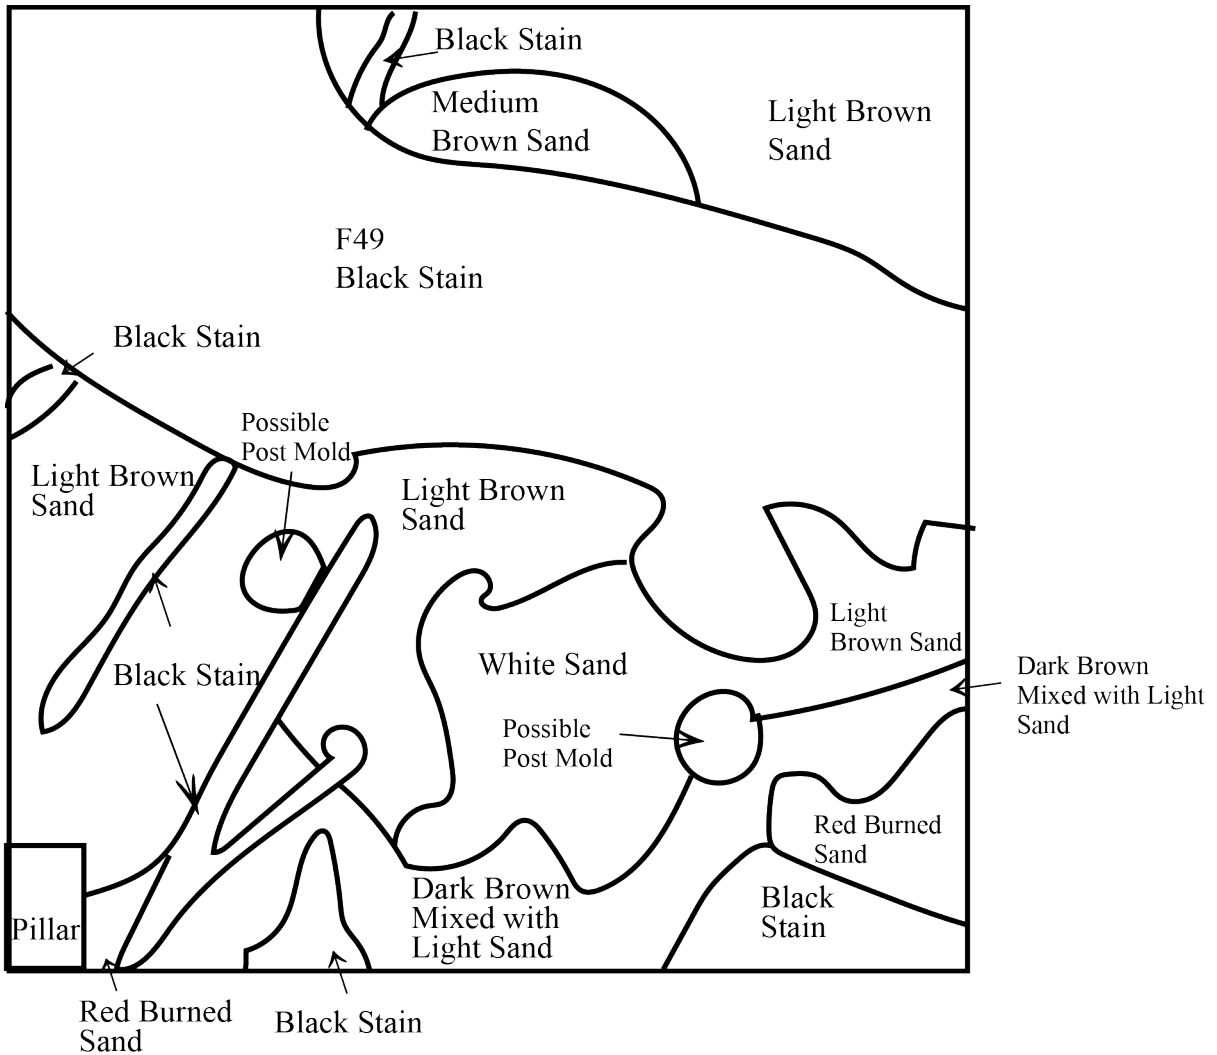 Black Stain
Medium
Brown Sand
Light Brown
Sand
F49
Black Stain
Black Stain
Possible
Post Mold
Light Brown
Sand
Light Brown
Sand
Light
Brown Sand
White Sand
Dark Brown
Mixed with Light
Sand
Black Stain
Possible
Post Mold
Red Burned
Sand
Dark Brown
Mixed with
Light Sand
Black
Stain
Pillar
Red Burned
Sand
Black Stain